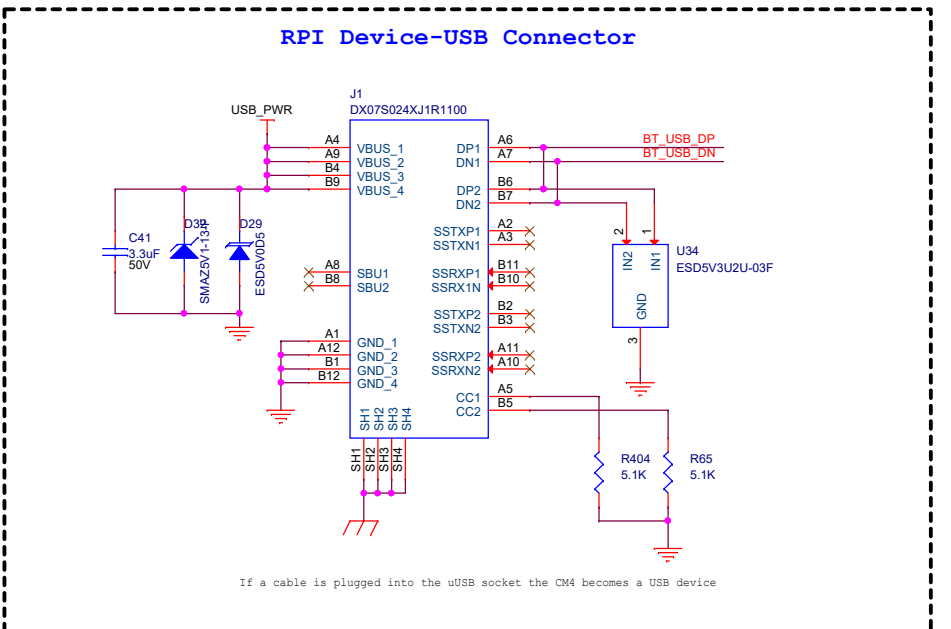 RPI Device-USB Connector
J1
DX07S024XJ1R1100
USB_PWR
A4
A9
B4
B9
VBUS_1
VBUS_2
VBUS_3
VBUS_4
A8
B8
SBU1
SBU2
A1
A12
B1
B12
GND_1
GND_2
GND_3
GND_4
SH1
SH2
SH3
SH4
SH1
SH2
SH3
SH4
DP1
DN1
DP2
DN2
SSTXP1
SSTXN1
SSRXP1
SSRX1N
SSTXP2
SSTXN2
SSRXP2
SSRXN2
CC1
CC2
A6
A7
B6
B7
A2
A3
B11
B10
B2
B3
A11
A10
A5
B5
BT_USB_DP
BT_USB_DN
C41
3.3uF
50V
SMAZ5V1-13-F
D29
ESD5V0D5
2
1
IN2
IN1
GND
3
U34
ESD5V3U2U-03F
R404
5.1K
R65
5.1K
If a cable is plugged into the uUSB socket the CM4 becomes a USB device